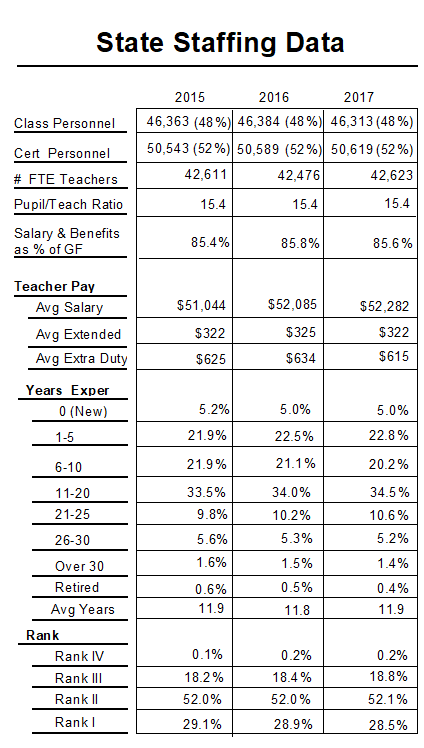 State Staffing Data
2015 2016 2017
Class Personnel 46,363 (48%) 46,384 (48%) 46,313 (48%)
Cert Personnel 50,543 (52%) 50,589 (52%) 50,619 (52%)
# FTE Teachers 42,611 42,476 42,623
Pupil/Teach Ratio 15.4 15.4 15.4
Salary & Benefits
as % of GF 85.4% 85.8% 85.6%
Teacher Pay
Avg Salary $51,044 $52,085 $52,282
Avg Extended $322 $325 $322
Avg Extra Duty $625 $634 $615
Years Exper
0 (New) 5.2% 5.0% 5.0%
1-5 21.9% 22.5% 22.8%
6-10 21.9% 21.1% 20.2%
11-20 33.5% 34.0% 34.5%
21-25 9.8% 10.2% 10.6%
26-30 5.6% 5.3% 5.2%
Over 30 1.6% 1.5% 1.4%
Retired 0.6% 0.5% 0.4%
Avg Years 11.9 11.8 11.9
Rank
Rank IV 0.1% 0.2% 0.2%
Rank III 18.2% 18.4% 18.8%
Rank II 52.0% 52.0% 52.1%
Rank I 29.1% 28.9% 28.5%